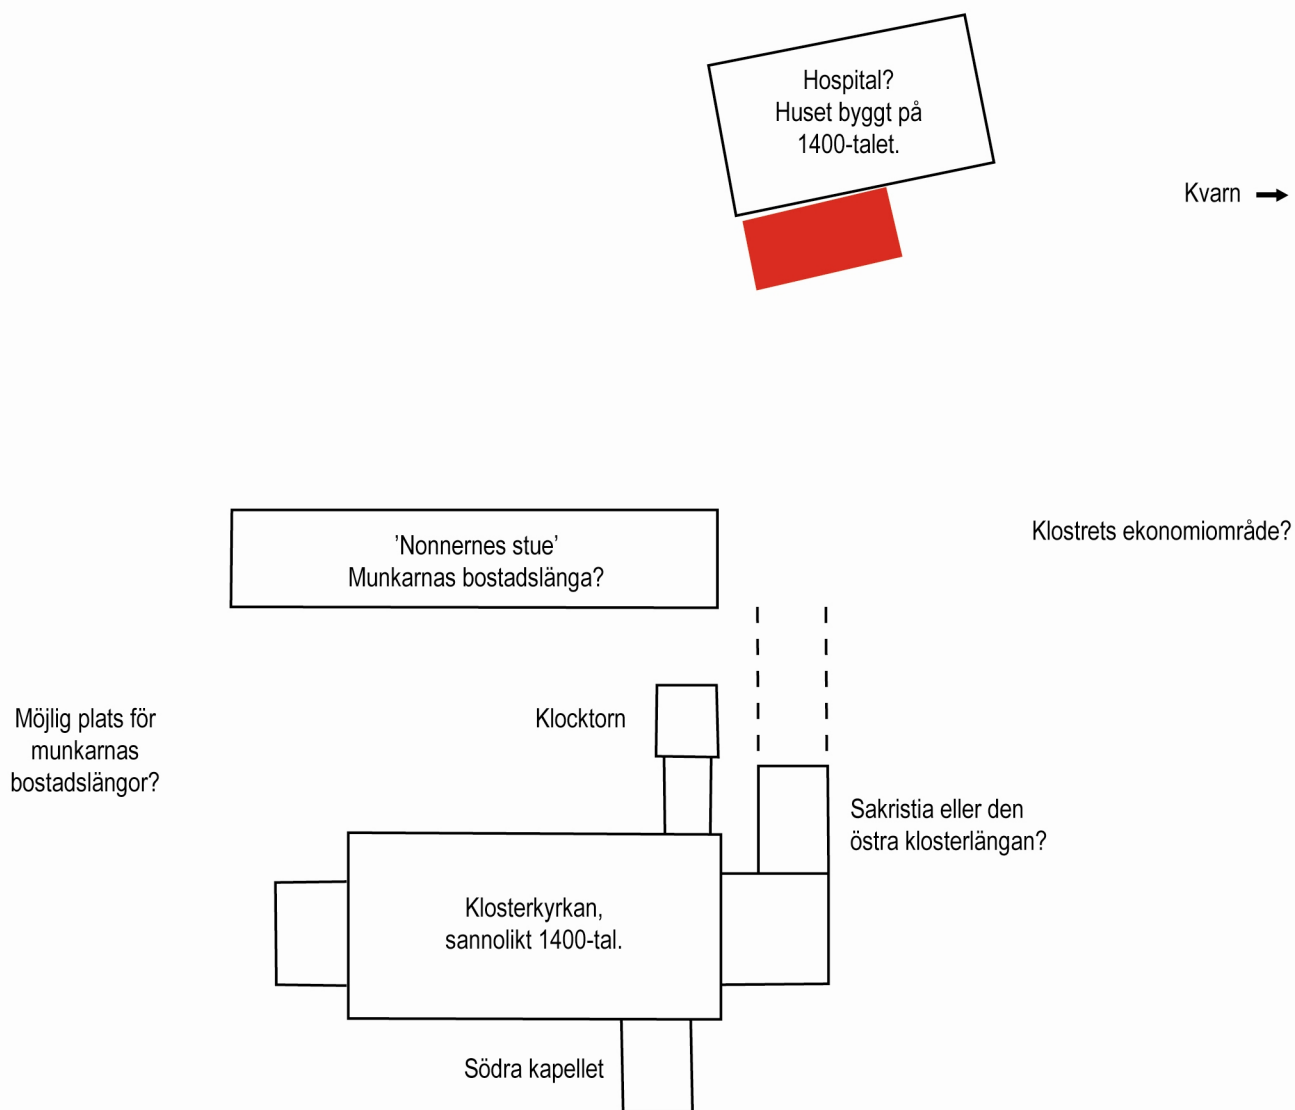 Hospital?
Huset byggt på
1400-talet.
Kvarn
’Nonnernes stue’
Munkarnas bostadslänga?
Klostrets ekonomiområde?
Möjlig plats för
munkarnas
bostadslängor?
Klocktorn
Sakristia eller den
östra klosterlängan?
Klosterkyrkan,
sannolikt 1400-tal.
Södra kapellet